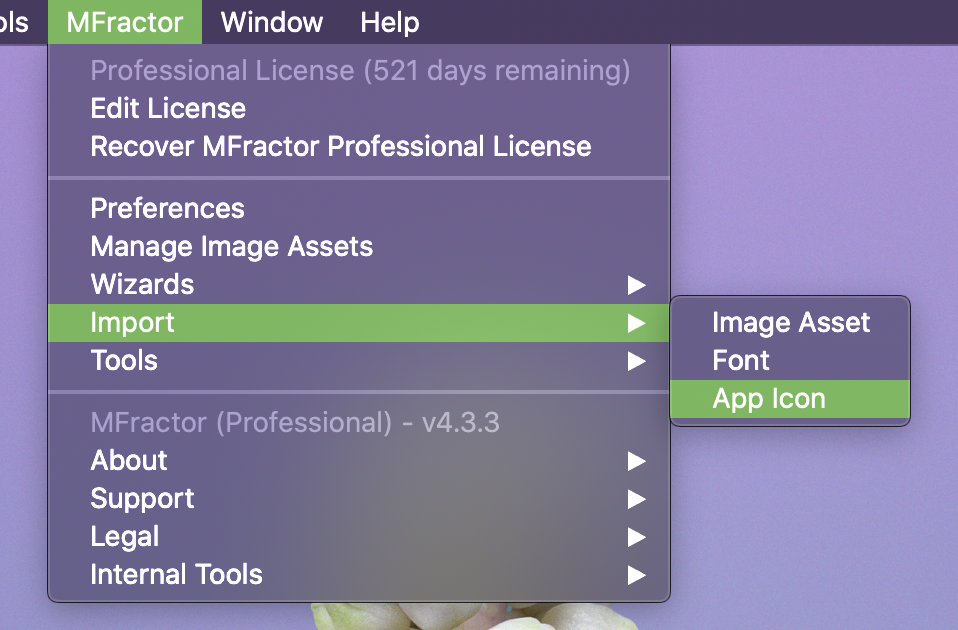 ols MFractor Window Help
Professional License (521 days remaining)
Edit License
Recover MFractor Professional License
Preferences
Manage Image Assets
Wizards
Import
Tools
MFractor (Professional) - v4.3.3
About
Support
Legal
Internal Tools
Image Asset
Font
App Icon